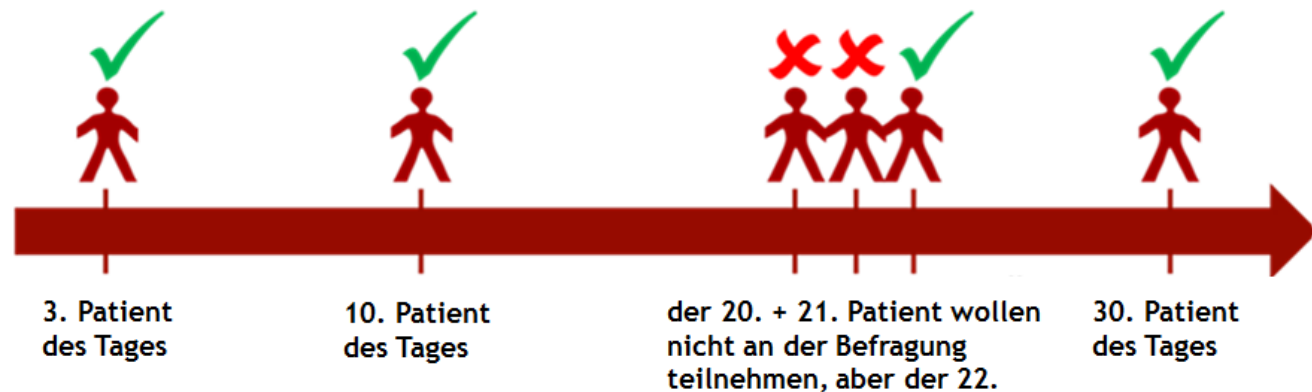 3. Patient
des Tages
10. Patient
des Tages
der 20. + 21. Patient wollen
nicht an der Befragung
teilnehmen, aber der 22.
30. Patient
des Tages